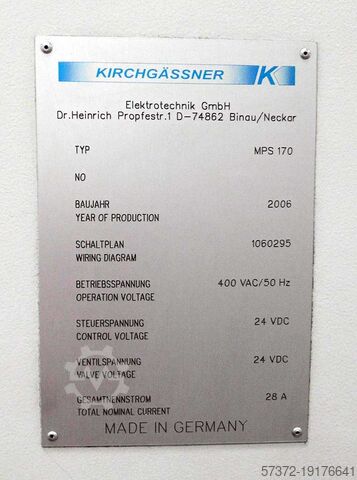 KIRCHGÄSSNER K
Elektrotechnik GmbH
Dr.Heinrich Propfestr.1 D-74862 Binau/Neckar
TYP MPS 170
NO
BAUJAHR 2006
YEAR OF PRODUCTION
SCHALTPLAN 1060295
WIRING DIAGRAM
BETRIEBSSPANNUNG 400 VAC/50 Hz
OPERATION VOLTAGE
STEUERSPANNUNG 24 VDC
CONTROL VOLTAGE
VENTILSPANNUNG 24 VDC
VALVE VOLTAGE
GESAMTNENNSTROM 28 A
TOTAL NOMINAL CURRENT
MADE IN GERMANY
57372-19176641